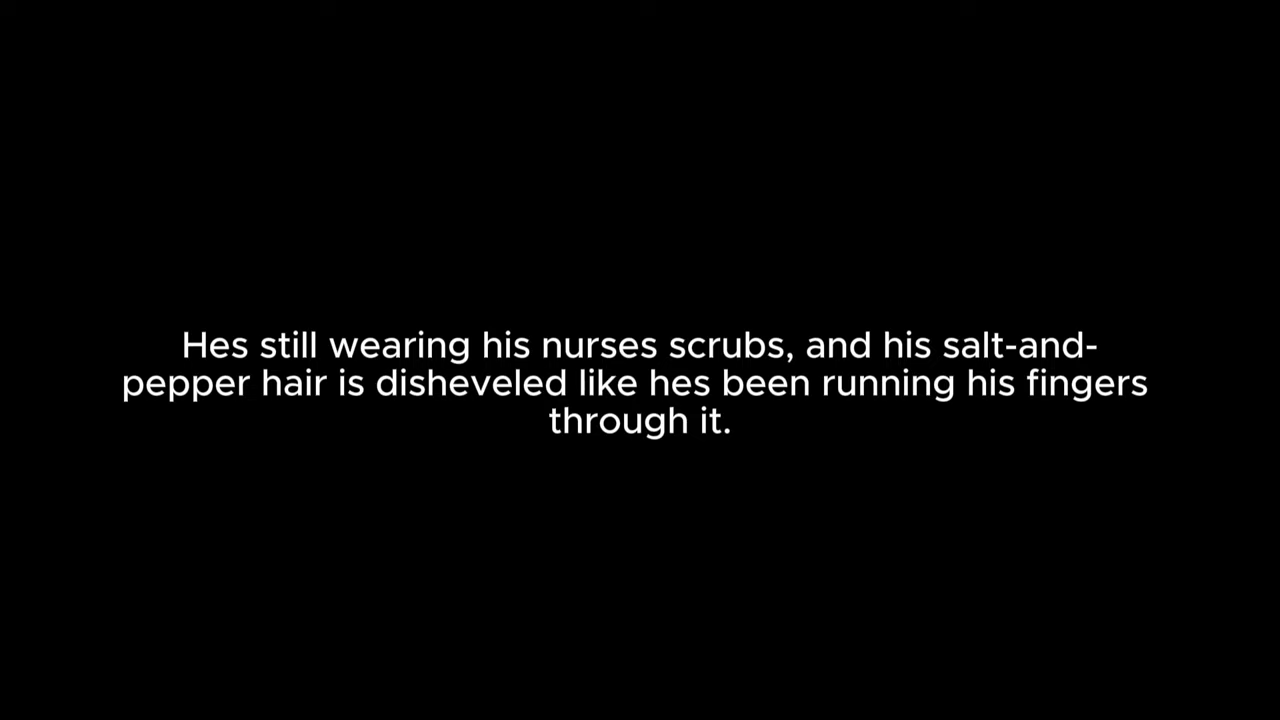 Hes still wearing his nurses scrubs, and his salt-and-
pepper hair is disheveled like hes been running his fingers
through it.